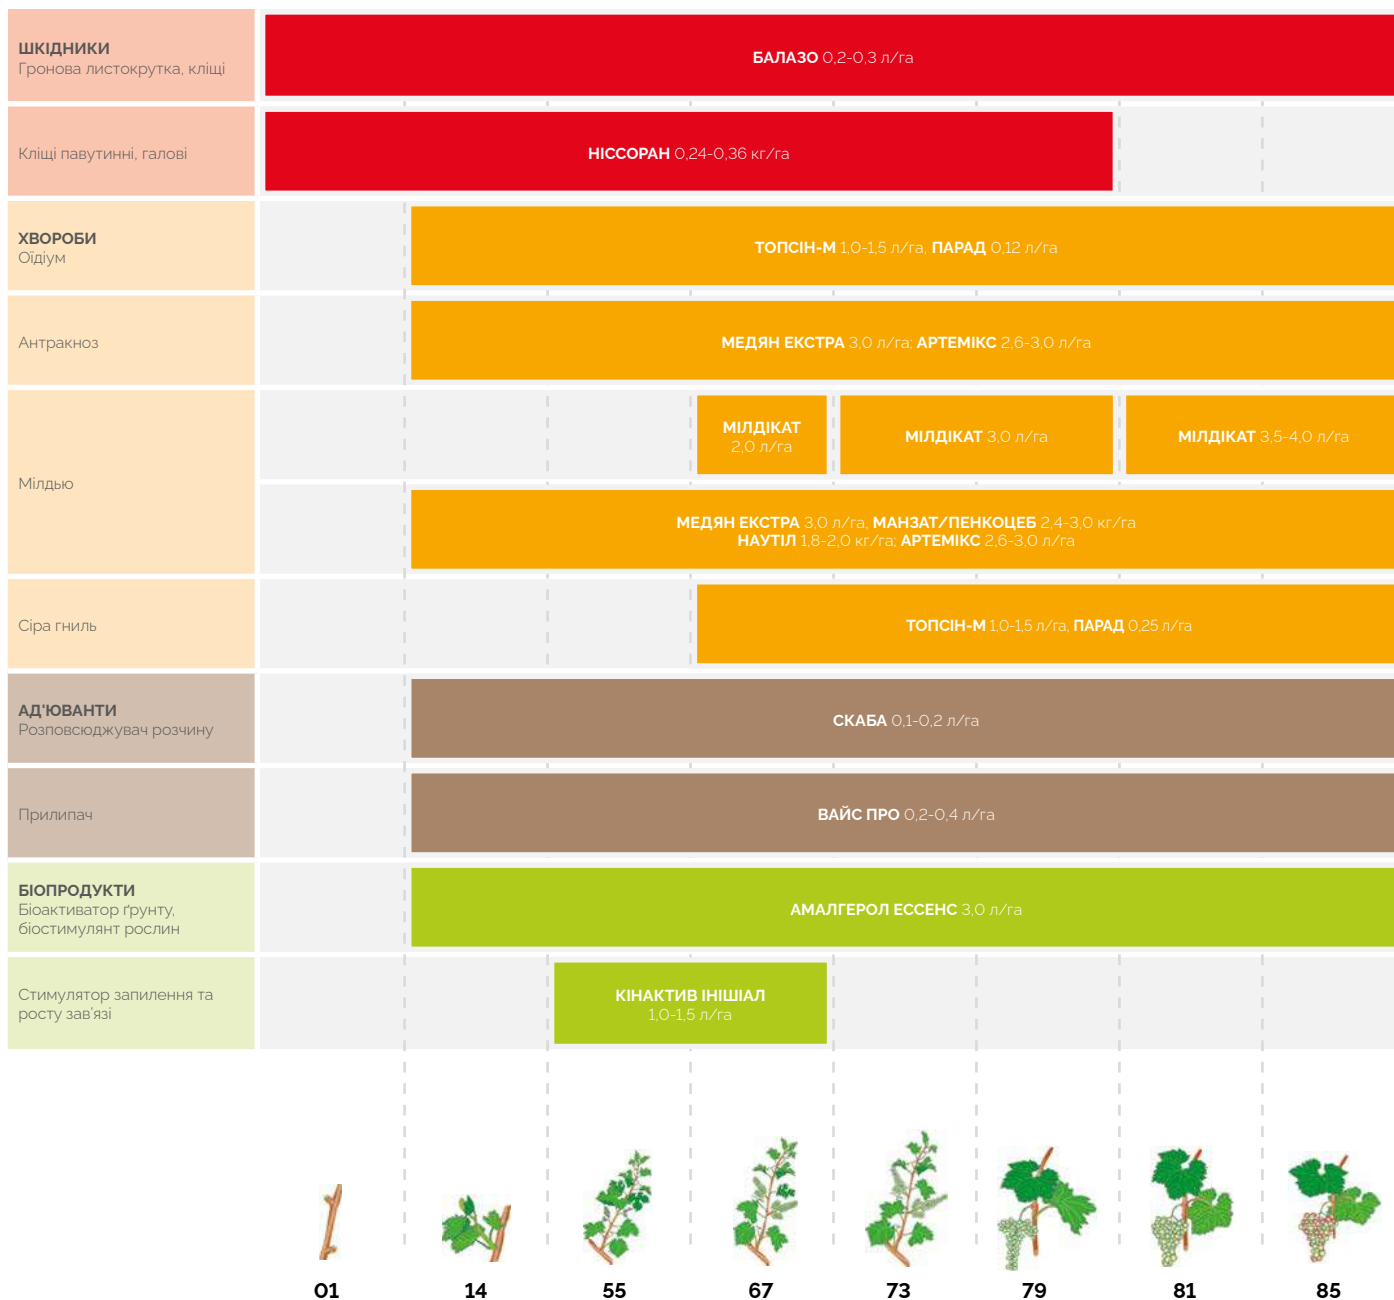 ШКІДНИКИ
Гронова листокрутка, кліщі
БАЛАЗО 0,2-0,3 л/га
Кліщі павутинні, галові
НІССОРАН 0,24-0,36 кг/га
ХВОРОБИ
Оїдіум
ТОПСІН-М 1,0-1,5 л/га, ПАРАД 0,12 л/га
Антракноз
МЕДЯН ЕКСТРА 3,0 л/га; АРТЕМІКС 2,6-3,0 л/га
Мілдью
МІЛДІКАТ
2,0 л/га
МІЛДІКАТ 3,0 л/га
МІЛДІКАТ 3,5-4,0 л/га
МЕДЯН ЕКСТРА 3,0 л/га, МАНЗАТ/ПЕНКОЦЕБ 2,4-3,0 кг/га
НАУТІЛ 1,8-2,0 кг/га; АРТЕМІКС 2,6-3,0 л/га
Сіра гниль
ТОПСІН-М 1,0-1,5 л/га, ПАРАД 0,25 л/га
АД'ЮВАНТИ
Розповсюджувач розчину
СКАБА 0,1-0,2 л/га
Прилипач
ВАЙС ПРО 0,2-0,4 л/га
БІОПРОДУКТИ
Біоактиватор ґрунту,
біостимулянт рослин
АМАЛГЕРОЛ ЕССЕНС 3,0 л/га
Стимулятор запилення та
росту зав'язі
КІНАКТИВ ІНІШІАЛ
1,0-1,5 л/га
01 14 55 67 73 79 81 85